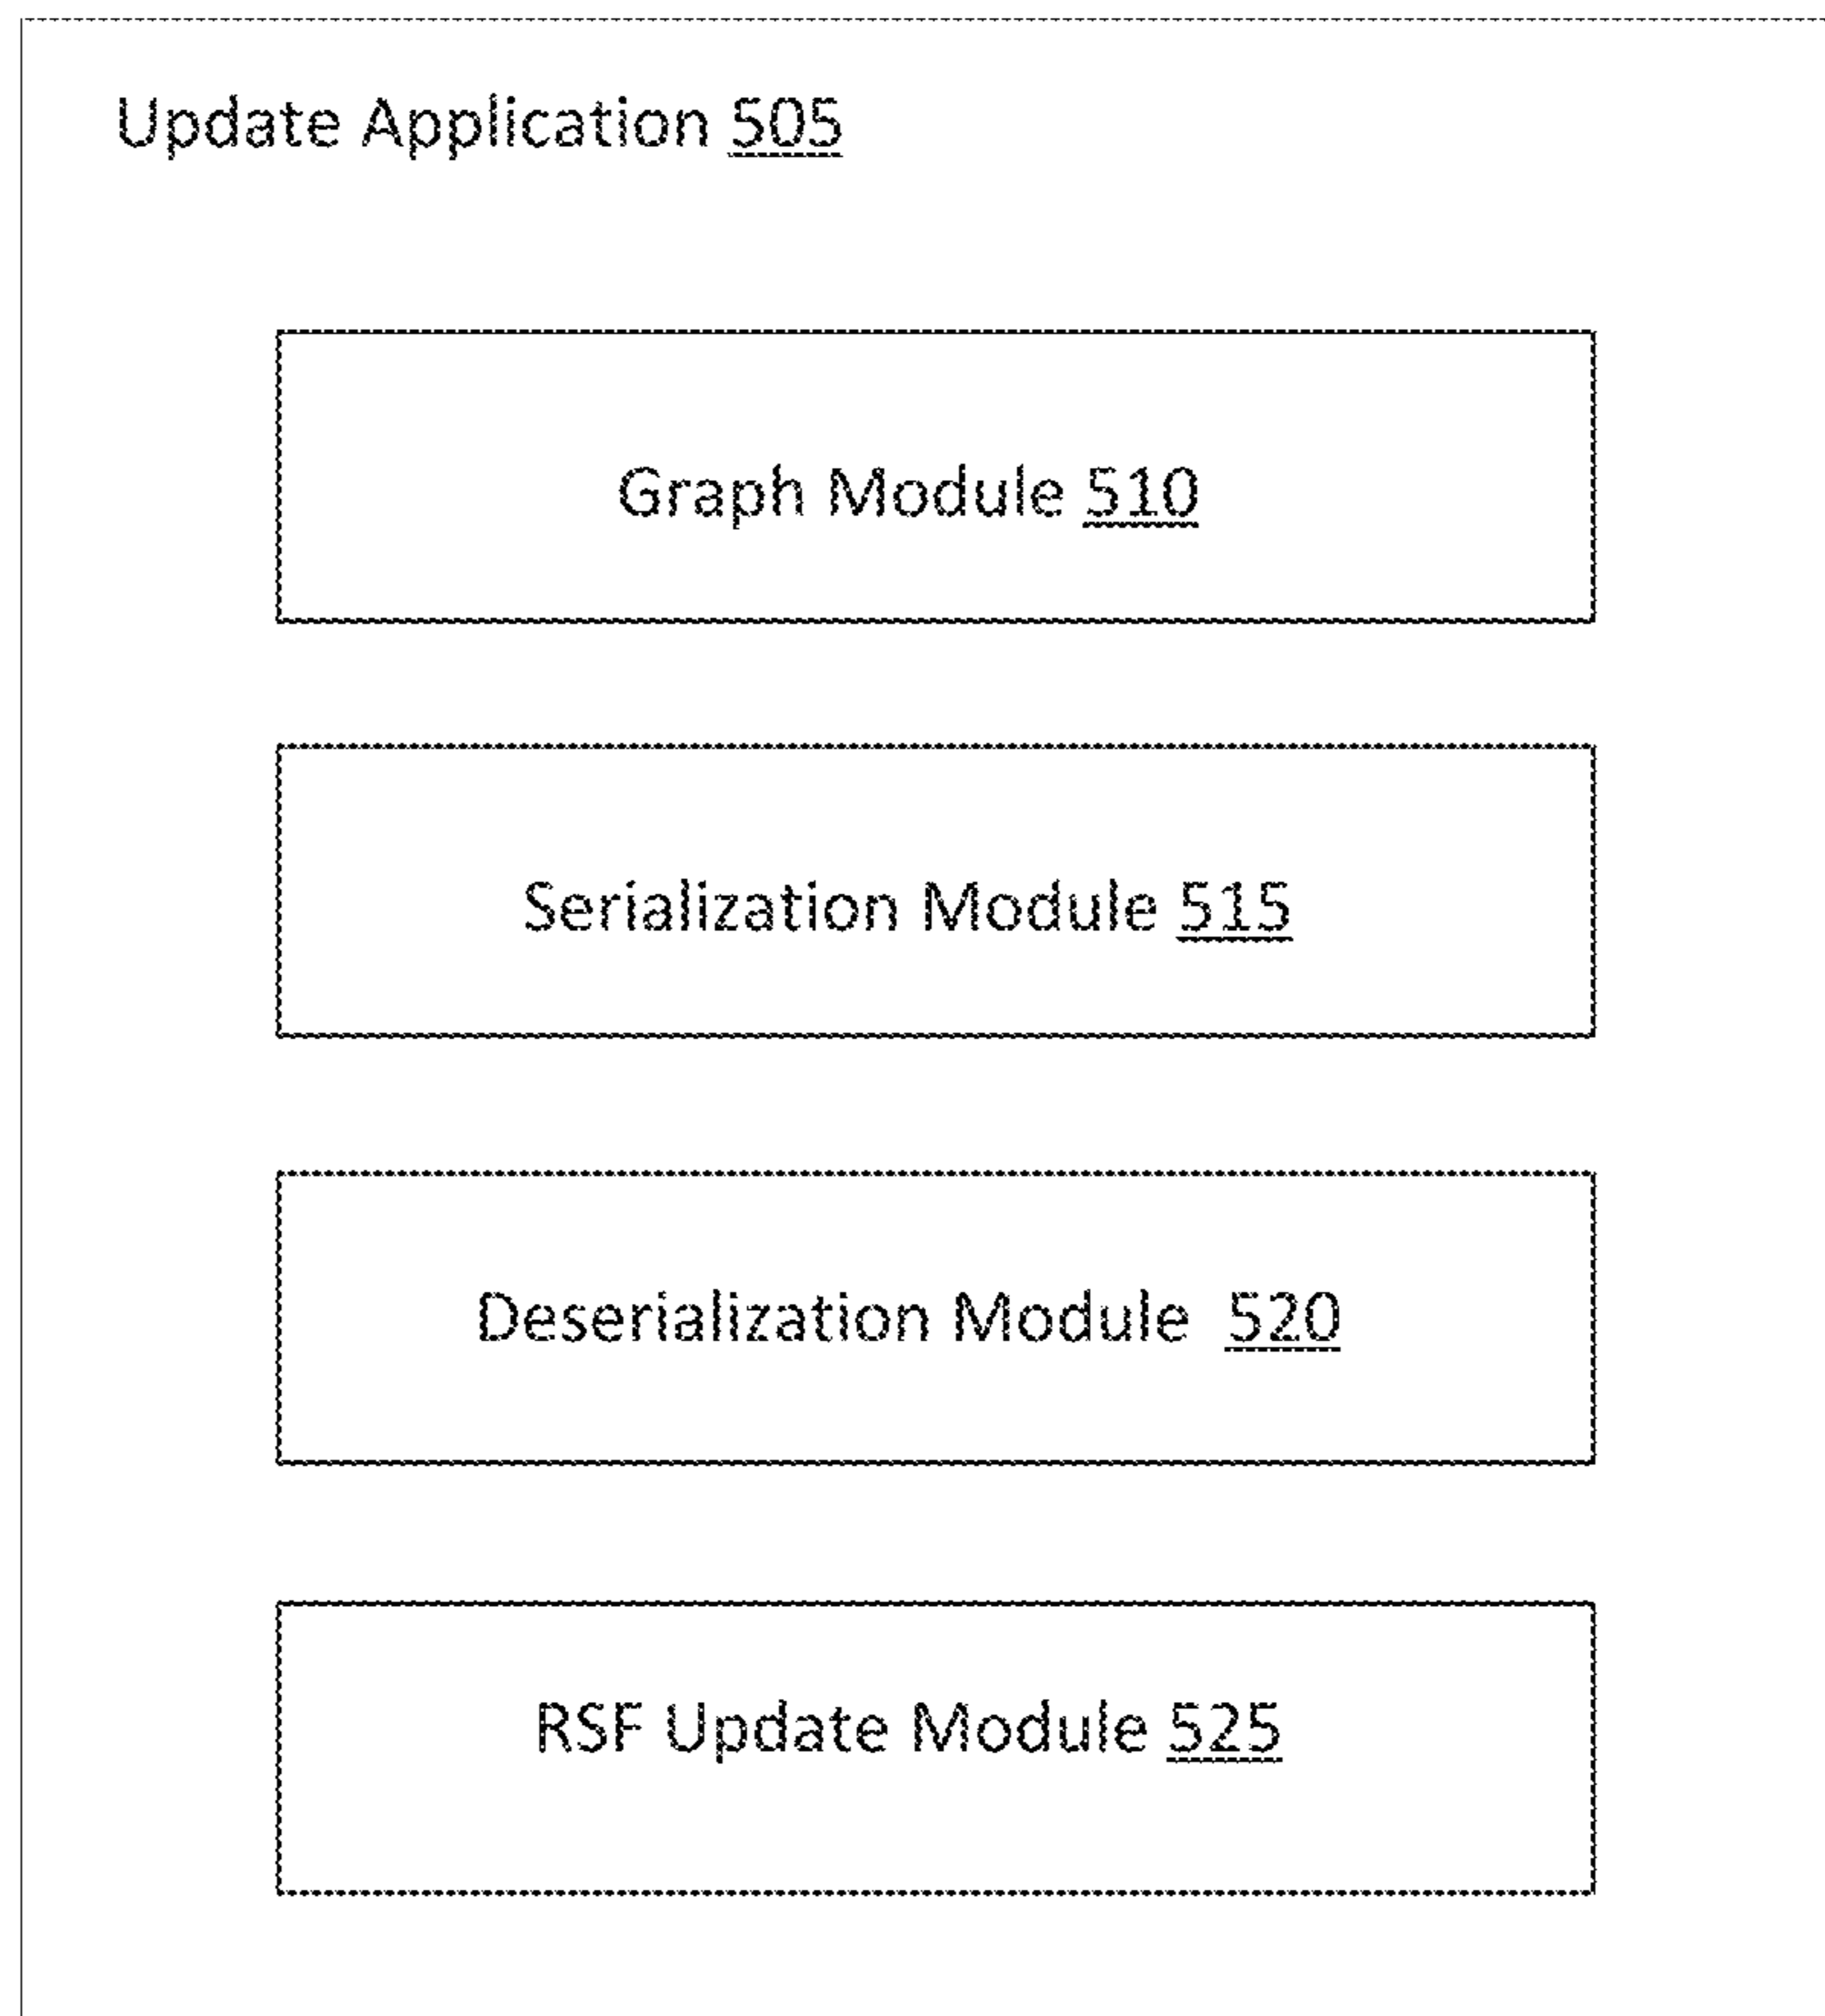 Update Application 505
Graph Module 510
Serialization Module 515
Deserialization Module 520
RSF Update Module 525